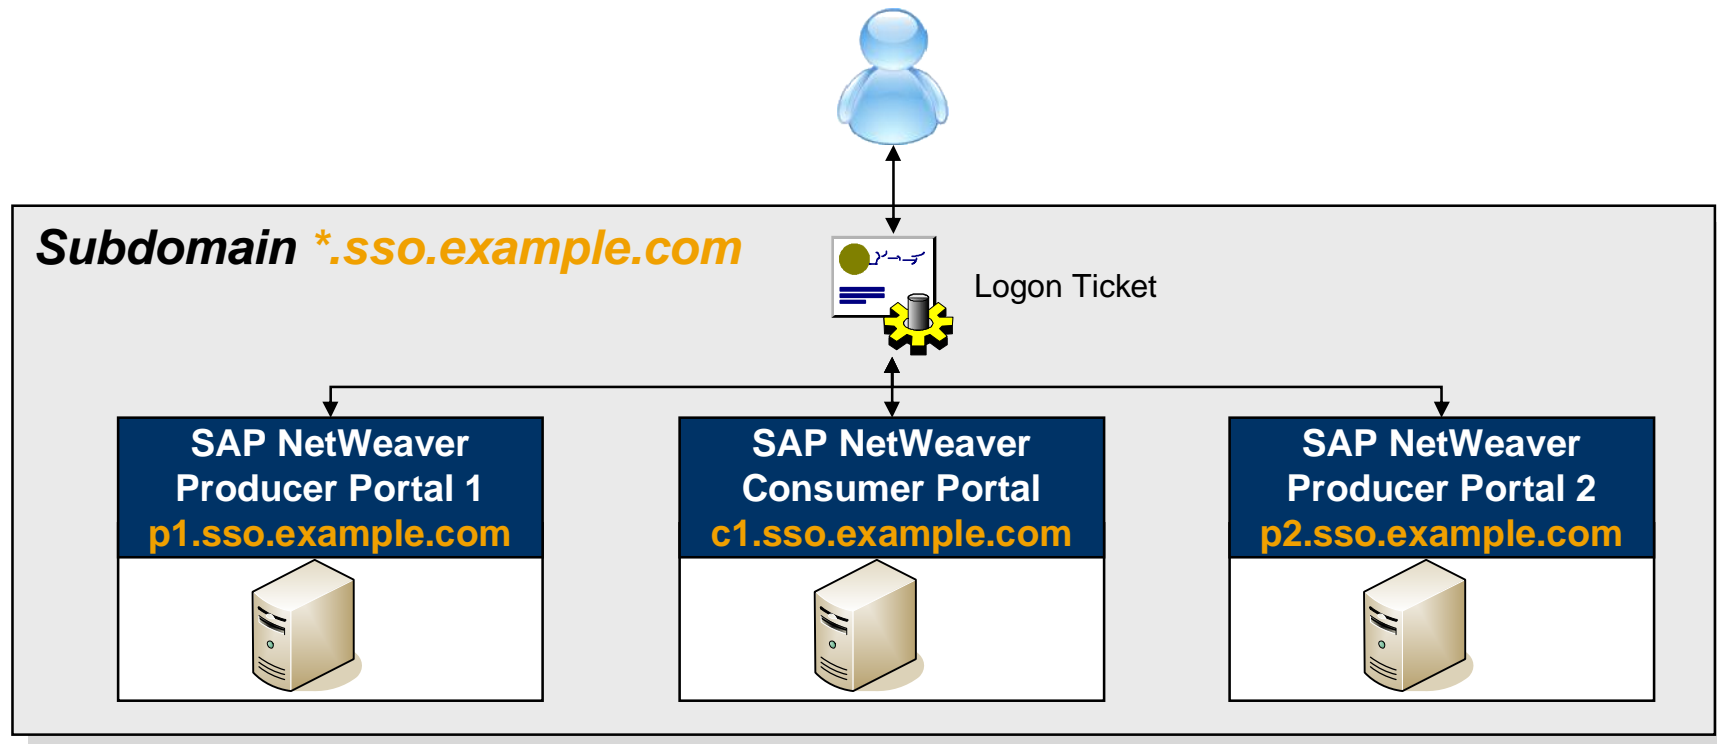 Subdomain *.sso.example.com
Logon Ticket
SAP NetWeaver
Producer Portal 1
p1.sso.example.com
SAP NetWeaver
Consumer Portal
c1.sso.example.com
SAP NetWeaver
Producer Portal 2
p2.sso.example.com